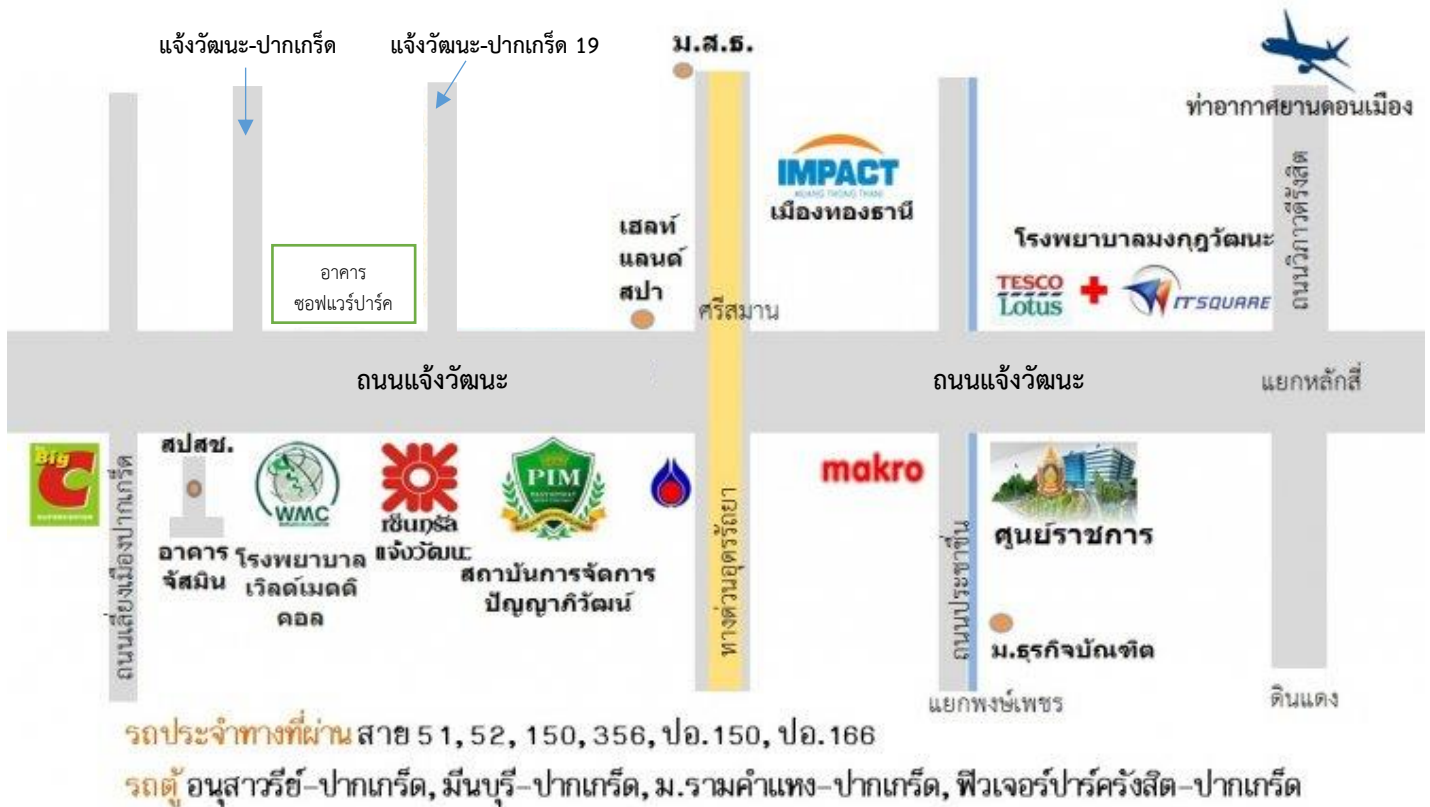 แจ้งวัฒนะ-ปากเกร็ด
แจ้งวัฒนะ-ปากเกร็ด 19
ม.ส.ธ.
ท่าอากาศยานดอนเมือง
IMPACT
MUANG THONG THANI
เมืองทองธานี
เฮลท์
แลนด์
สปา
อาคาร
ซอฟแวร์ปาร์ค
ศรีสมาน
โรงพยาบาลมงกุฎวัฒนะ
TESCO
Lotus
IT SQUARE
ถนนวิภาวดีรังสิต
ถนนแจ้งวัฒนะ
ถนนแจ้งวัฒนะ
แยกหลักสี่
Big
C
SUPERCENTER
ถนนเลี่ยงเมืองปากเกร็ด
สปสช.
อาคาร
จัสมิน
WMC
โรงพยาบาล
เวิลด์เมดดิ
คอล
เซ็นทรัล
แจ้งวัฒนะ
PIM
สถาบันการจัดการ
ปัญญาภิวัฒน์
ทางด่วนอุดรรัถยา
makro
ถนนประชาชื่น
ศูนย์ราชการ
ม.ธุรกิจบัณฑิต
แยกพงษ์เพชร
ดินแดง
รถประจำทางที่ผ่าน สาย 51, 52, 150, 356, ปอ.150, ปอ.166
รถตู้ อนุสาวรีย์-ปากเกร็ด, มีนบุรี-ปากเกร็ด, ม.รามคำแหง-ปากเกร็ด, ฟิวเจอร์ปาร์ครังสิต-ปากเกร็ด